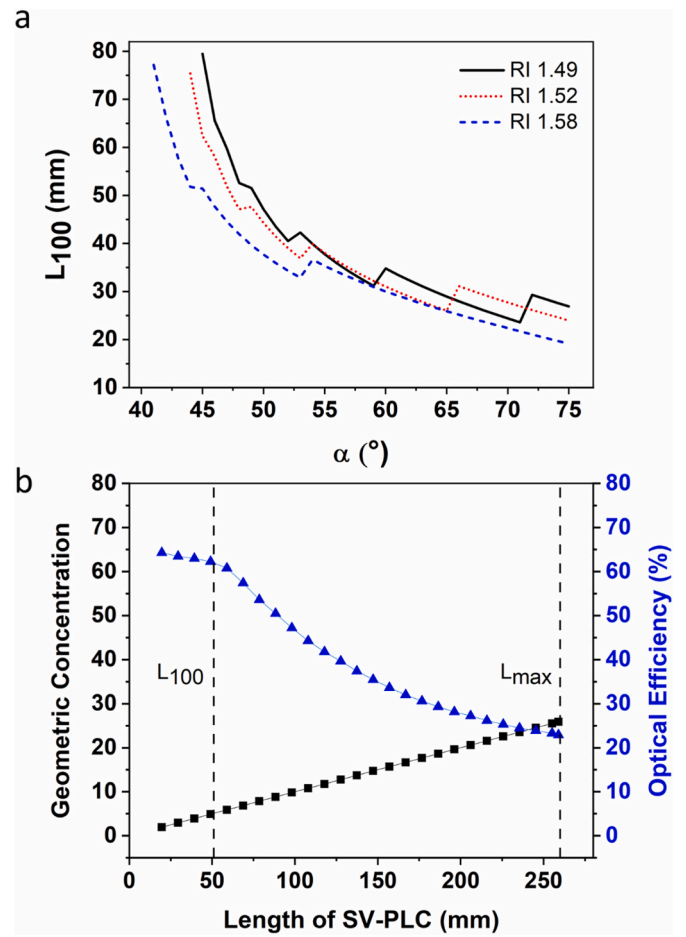 a
80
70
60
50
40
30
20
10
L100 (mm)
RI 1.49
RI 1.52
RI 1.58
40 45 50 55 60 65 70 75
α (°)
b
80
70
60
50
40
30
20
10
0
Geometric Concentration
L100
Lmax
80
70
60
50
40
30
20
10
0
Optical Efficiency (%)
0 50 100 150 200 250
Length of SV-PLC (mm)